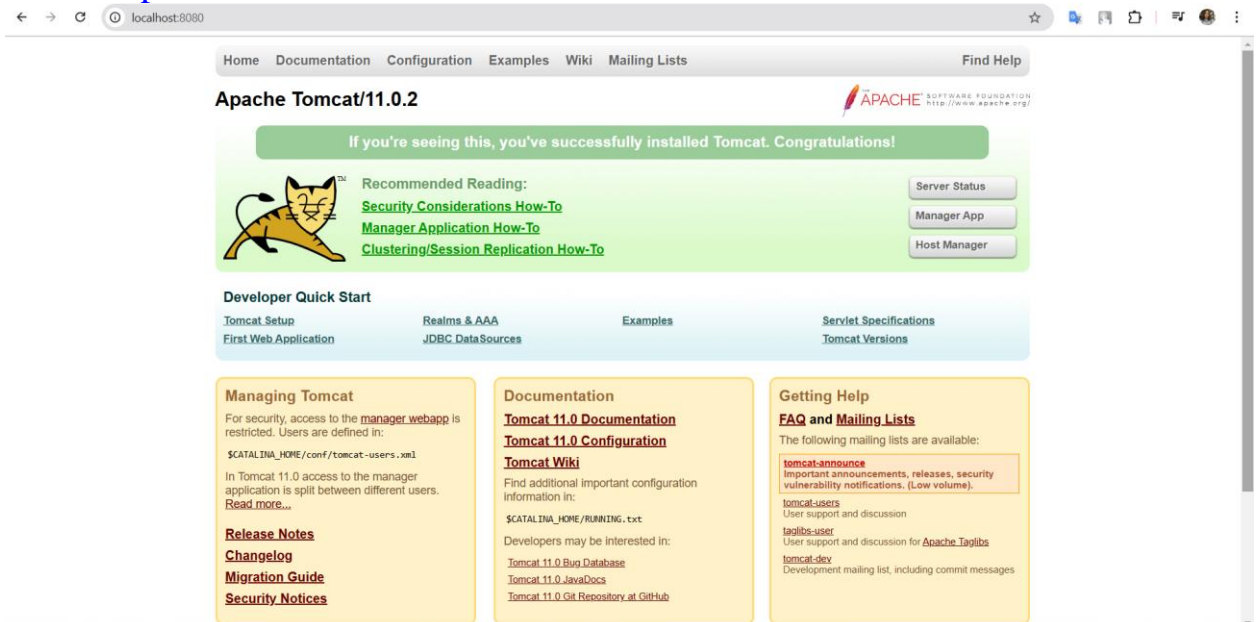 localhost:8080
Home Documentation Configuration Examples Wiki Mailing Lists Find Help
Apache Tomcat/11.0.2
THE
APACHE SOFTWARE FOUNDATION
http://www.apache.org/
If you're seeing this, you've successfully installed Tomcat. Congratulations!
TM
Recommended Reading:
Security Considerations How-To
Manager Application How-To
Clustering/Session Replication How-To
Server Status
Manager App
Host Manager
Developer Quick Start
Tomcat Setup
First Web Application
Realms & AAA
JDBC DataSources
Examples
Servlet Specifications
Tomcat Versions
Managing Tomcat
For security, access to the manager webapp is
restricted. Users are defined in:
$CATALINA_HOME/conf/tomcat-users.xml
In Tomcat 11.0 access to the manager
application is split between different users.
Read more...
Release Notes
Changelog
Migration Guide
Security Notices
Documentation
Tomcat 11.0 Documentation
Tomcat 11.0 Configuration
Tomcat Wiki
Find additional important configuration
information in:
$CATALINA_HOME/RUNNING.txt
Developers may be interested in:
Tomcat 11.0 Bug Database
Tomcat 11.0 JavaDocs
Tomcat 11.0 Git Repository at GitHub
Getting Help
FAQ and Mailing Lists
The following mailing lists are available:
tomcat-announce
Important announcements, releases, security
vulnerability notifications. (Low volume).
tomcat-users
User support and discussion
taglibs-user
User support and discussion for Apache Taglibs
tomcat-dev
Development mailing list, including commit messages